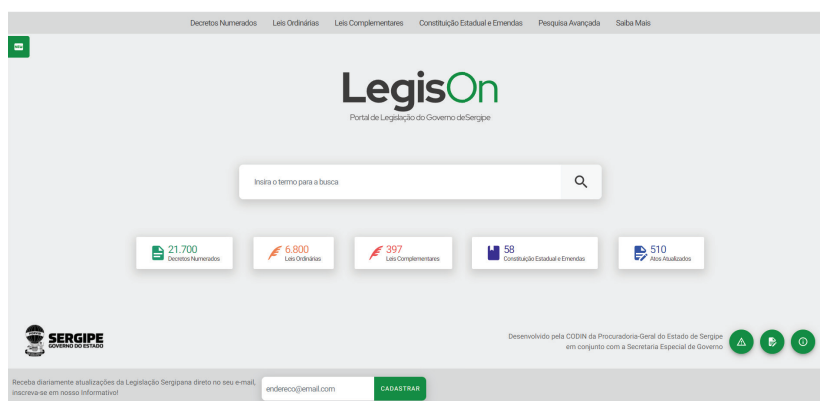 Decretos Numerados Leis Ordinárias Leis Complementares Constituição Estadual e Emendas Pesquisa Avançada Saiba Mais
LegisOn
Portal de Legislação do Governo deSergipe
Insira o termo para a busca
21.700
Decretos Numerados
6.800
Leis Ordinárias
397
Leis Complementares
58
Constituição Estadual e Emendas
510
Atos Atualizados
SERGIPE
GOVERNO DO ESTADO
Desenvolvido pela CODIN da Procuradoria-Geral do Estado de Sergipe
em conjunto com a Secretaria Especial de Governo
Receba diariamente atualizações da Legislação Sergipana direto no seu e-mail,
inscreva-se em nosso Informativo!
endereco@email.com
CADASTRAR